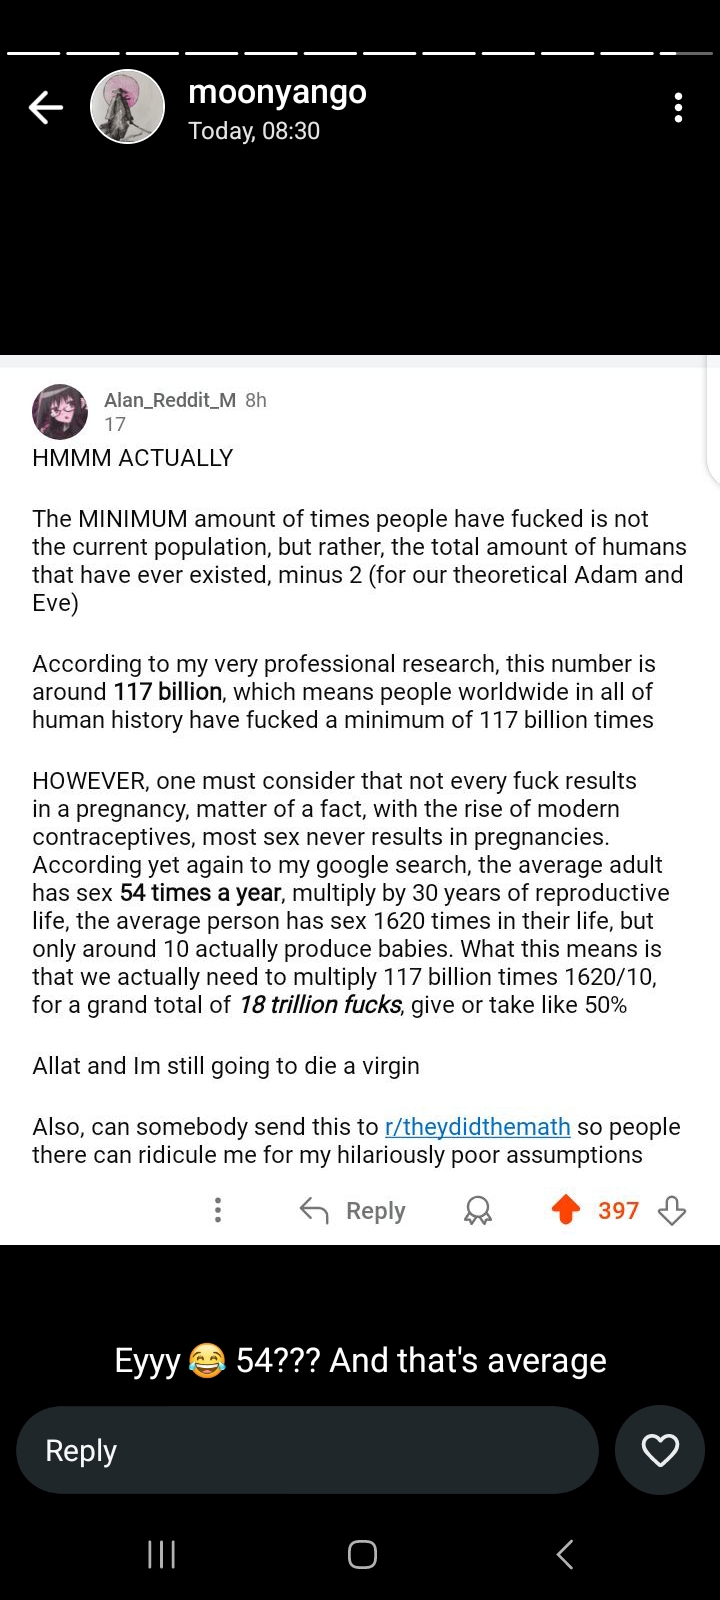 moonyango
Today, 08:30
Alan_Reddit_M 8h
17
HMMM ACTUALLY
The MINIMUM amount of times people have fucked is not
the current population, but rather, the total amount of humans
that have ever existed, minus 2 (for our theoretical Adam and
Eve)
According to my very professional research, this number is
around 117 billion, which means people worldwide in all of
human history have fucked a minimum of 117 billion times
HOWEVER, one must consider that not every fuck results
in a pregnancy, matter of a fact, with the rise of modern
contraceptives, most sex never results in pregnancies.
According yet again to my google search, the average adult
has sex 54 times a year, multiply by 30 years of reproductive
life, the average person has sex 1620 times in their life, but
only around 10 actually produce babies. What this means is
that we actually need to multiply 117 billion times 1620/10,
for a grand total of 18 trillion fucks, give or take like 50%
Allat and Im still going to die a virgin
Also, can somebody send this to r/theydidthemath so people
there can ridicule me for my hilariously poor assumptions
Reply 397
Eyyy 😂 54??? And that's average
Reply